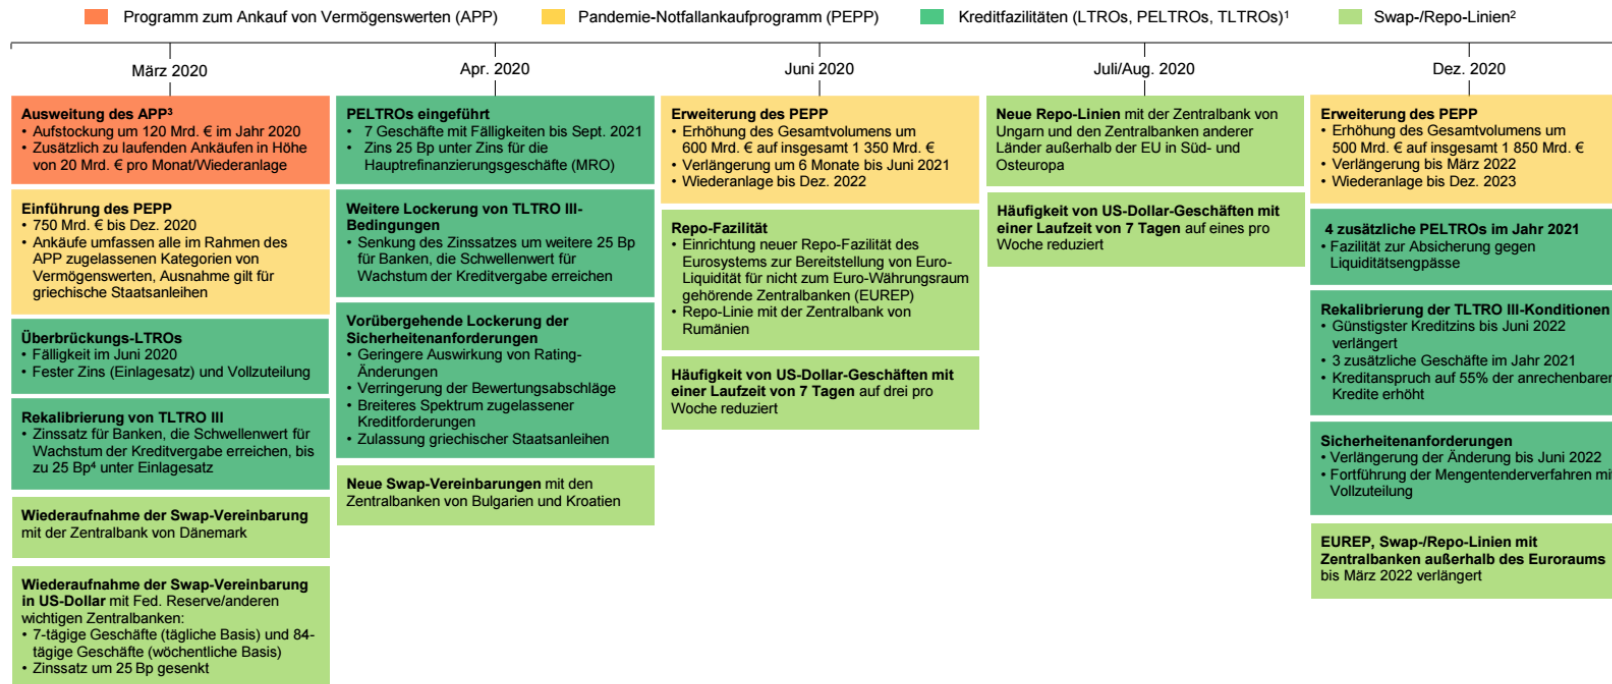 Programm zum Ankauf von Vermögenswerten (APP)
Pandemie-Notfallankaufprogramm (PEPP)
Kreditfazilitäten (LTROs, PELTROs, TLTROs)¹
Swap-/Repo-Linien²
März 2020
Apr. 2020
Juni 2020
Juli/Aug. 2020
Dez. 2020
Ausweitung des APP³
• Aufstockung um 120 Mrd. € im Jahr 2020
• Zusätzlich zu laufenden Ankäufen in Höhe
von 20 Mrd. € pro Monat/Wiederanlage
Einführung des PEPP
• 750 Mrd. € bis Dez. 2020
• Ankäufe umfassen alle im Rahmen des
APP zugelassenen Kategorien von
Vermögenswerten, Ausnahme gilt für
griechische Staatsanleihen
Überbrückungs-LTROs
• Fälligkeit im Juni 2020
• Fester Zins (Einlagesatz) und Vollzuteilung
Rekalibrierung von TLTRO III
• Zinssatz für Banken, die Schwellenwert für
Wachstum der Kreditvergabe erreichen, bis
zu 25 Bp⁴ unter Einlagesatz
Wiederaufnahme der Swap-Vereinbarung
mit der Zentralbank von Dänemark
Wiederaufnahme der Swap-Vereinbarung
in US-Dollar mit Fed. Reserve/anderen
wichtigen Zentralbanken:
• 7-tägige Geschäfte (tägliche Basis) und 84-
tägige Geschäfte (wöchentliche Basis)
• Zinssatz um 25 Bp gesenkt
PELTROs eingeführt
• 7 Geschäfte mit Fälligkeiten bis Sept. 2021
• Zins 25 Bp unter Zins für die
Hauptrefinanzierungsgeschäfte (MRO)
Weitere Lockerung von TLTRO III-
Bedingungen
• Senkung des Zinssatzes um weitere 25 Bp
für Banken, die Schwellenwert für
Wachstum der Kreditvergabe erreichen
Vorübergehende Lockerung der
Sicherheitenanforderungen
• Geringere Auswirkung von Rating-
Änderungen
• Verringerung der Bewertungsabschläge
• Breiteres Spektrum zugelassener
Kreditforderungen
• Zulassung griechischer Staatsanleihen
Neue Swap-Vereinbarungen mit den
Zentralbanken von Bulgarien und Kroatien
Erweiterung des PEPP
• Erhöhung des Gesamtvolumens um
600 Mrd. € auf insgesamt 1 350 Mrd. €
• Verlängerung um 6 Monate bis Juni 2021
• Wiederanlage bis Dez. 2022
Repo-Fazilität
• Einrichtung neuer Repo-Fazilität des
Eurosystems zur Bereitstellung von Euro-
Liquidität für nicht zum Euro-Währungsraum
gehörende Zentralbanken (EUREP)
• Repo-Linie mit der Zentralbank von
Rumänien
Häufigkeit von US-Dollar-Geschäften mit
einer Laufzeit von 7 Tagen auf drei pro
Woche reduziert
Neue Repo-Linien mit der Zentralbank von
Ungarn und den Zentralbanken anderer
Länder außerhalb der EU in Süd- und
Osteuropa
Häufigkeit von US-Dollar-Geschäften mit
einer Laufzeit von 7 Tagen auf eines pro
Woche reduziert
Erweiterung des PEPP
• Erhöhung des Gesamtvolumens um
500 Mrd. € auf insgesamt 1 850 Mrd. €
• Verlängerung bis März 2022
• Wiederanlage bis Dez. 2023
4 zusätzliche PELTROs im Jahr 2021
• Fazilität zur Absicherung gegen
Liquiditätsengpässe
Rekalibrierung der TLTRO III-Konditionen
• Günstigster Kreditzins bis Juni 2022
verlängert
• 3 zusätzliche Geschäfte im Jahr 2021
• Kreditanspruch auf 55% der anrechenbaren
Kredite erhöht
Sicherheitenanforderungen
• Verlängerung der Änderung bis Juni 2022
• Fortführung der Mengentenderverfahren mit
Vollzuteilung
EUREP, Swap-/Repo-Linien mit
Zentralbanken außerhalb des Euroraums
bis März 2022 verlängert